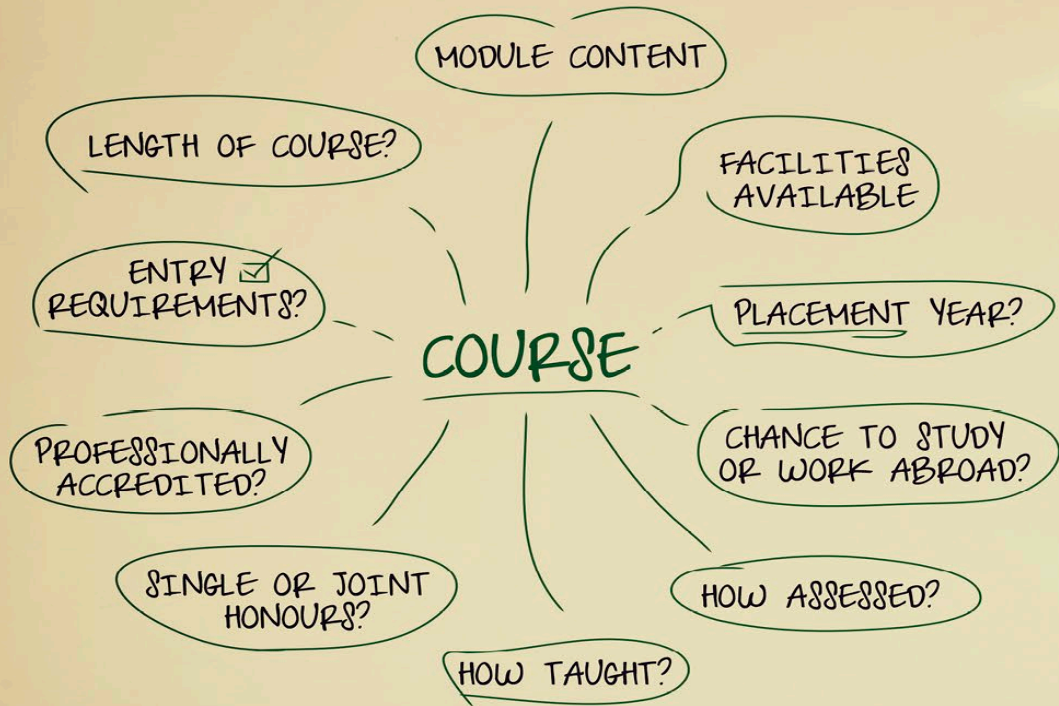 MODULE CONTENT
LENGTH OF COURSE?
FACILITIES
AVAILABLE
ENTRY
REQUIREMENTS?
PLACEMENT YEAR?
COURSE
PROFESSIONALLY
ACCREDITED?
CHANCE TO STUDY
OR WORK ABROAD?
SINGLE OR JOINT
HONOURS?
HOW ASSESSED?
HOW TAUGHT?